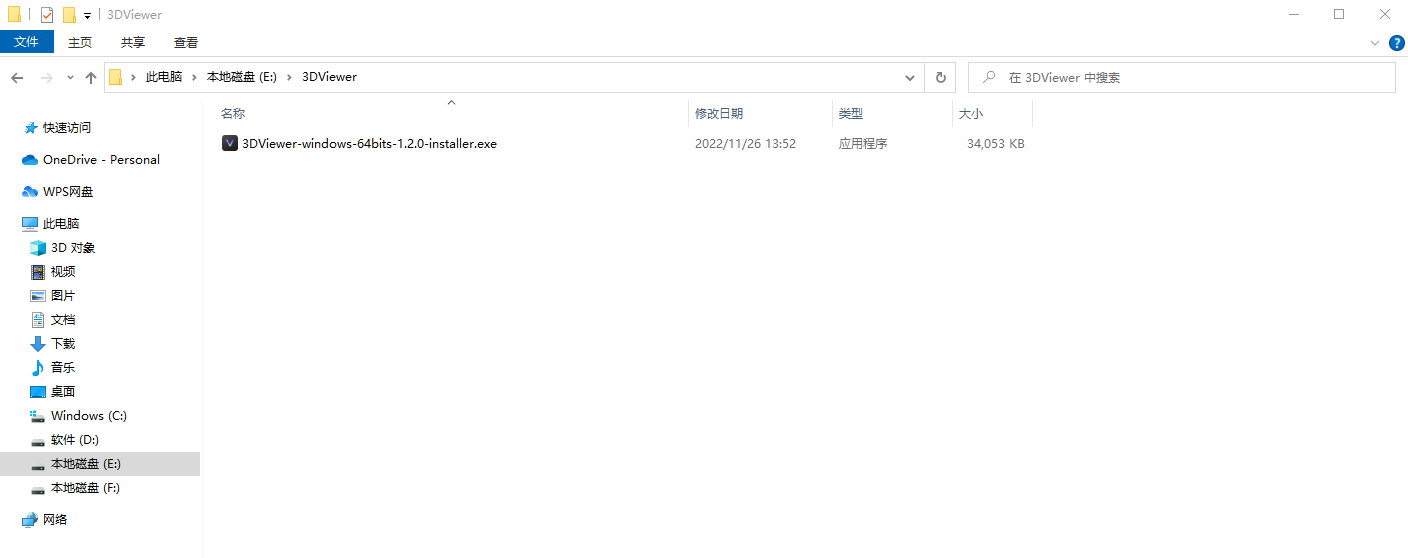 3DViewer
文件 主页 共享 查看
此电脑 本地磁盘 (E:) 3DViewer 在 3DViewer 中搜索
名称 修改日期 类型 大小
3DViewer-windows-64bits-1.2.0-installer.exe 2022/11/26 13:52 应用程序 34,053 KB
快速访问
OneDrive - Personal
WPS网盘
此电脑
3D 对象
视频
图片
文档
下载
音乐
桌面
Windows (C:)
软件 (D:)
本地磁盘 (E:)
本地磁盘 (F:)
网络